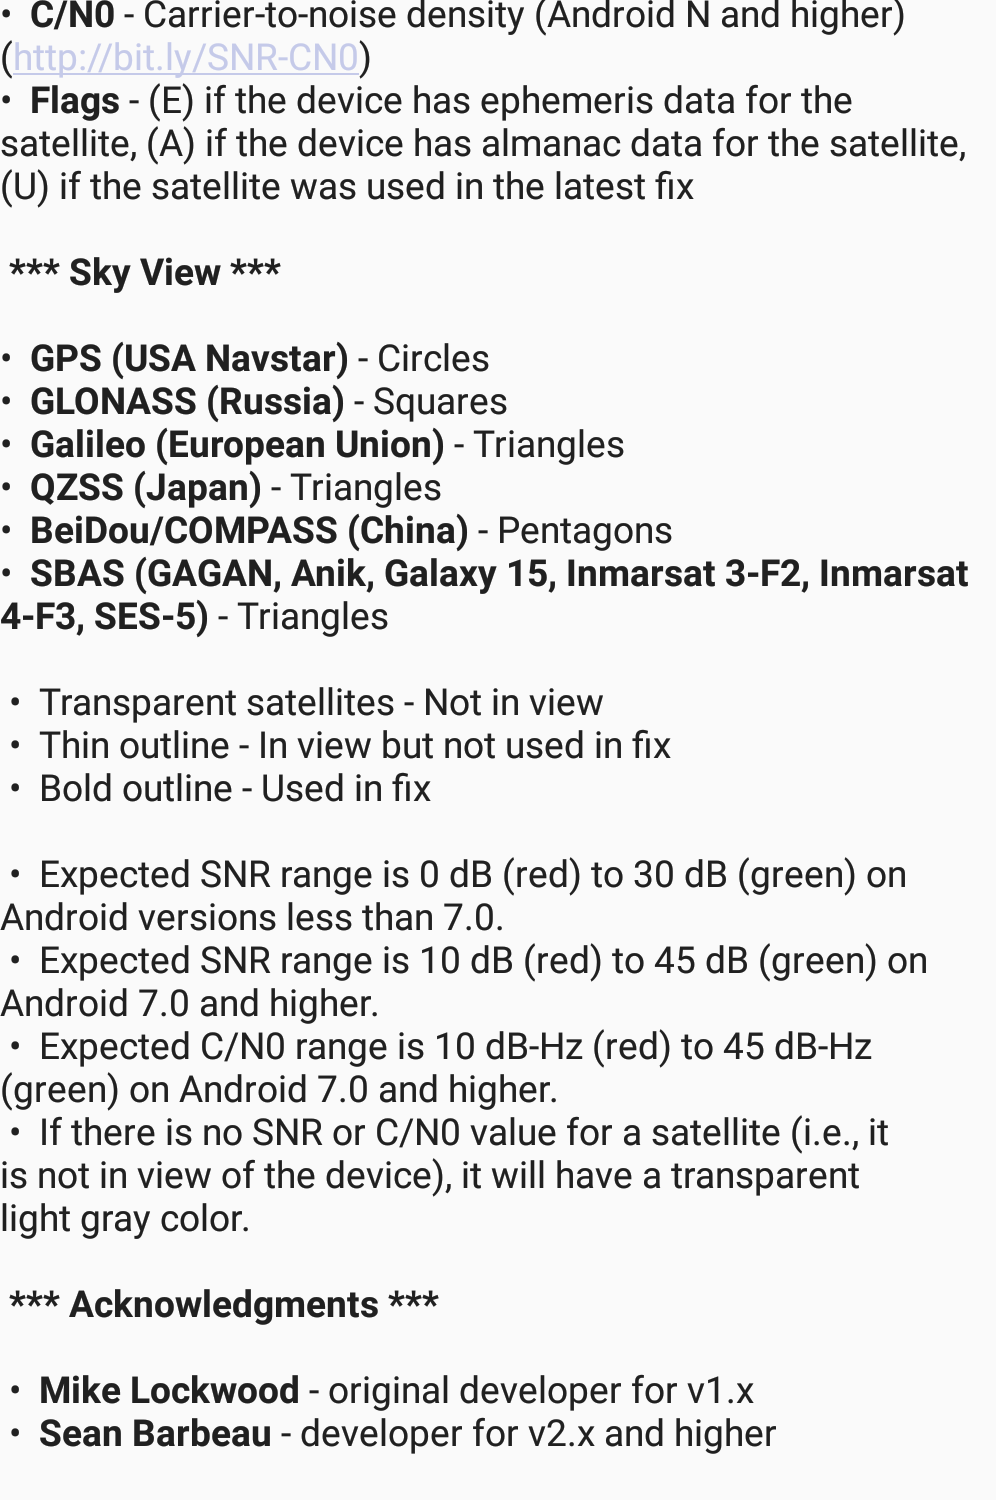 • C/N0 - Carrier-to-noise density (Android N and higher)
(http://bit.ly/SNR-CN0)
• Flags - (E) if the device has ephemeris data for the
satellite, (A) if the device has almanac data for the satellite,
(U) if the satellite was used in the latest fix
*** Sky View ***
• GPS (USA Navstar) - Circles
• GLONASS (Russia) - Squares
• Galileo (European Union) - Triangles
• QZSS (Japan) - Triangles
• BeiDou/COMPASS (China) - Pentagons
• SBAS (GAGAN, Anik, Galaxy 15, Inmarsat 3-F2, Inmarsat
4-F3, SES-5) - Triangles
• Transparent satellites - Not in view
• Thin outline - In view but not used in fix
• Bold outline - Used in fix
• Expected SNR range is 0 dB (red) to 30 dB (green) on
Android versions less than 7.0.
• Expected SNR range is 10 dB (red) to 45 dB (green) on
Android 7.0 and higher.
• Expected C/N0 range is 10 dB-Hz (red) to 45 dB-Hz
(green) on Android 7.0 and higher.
• If there is no SNR or C/N0 value for a satellite (i.e., it
is not in view of the device), it will have a transparent
light gray color.
*** Acknowledgments ***
• Mike Lockwood - original developer for v1.x
• Sean Barbeau - developer for v2.x and higher